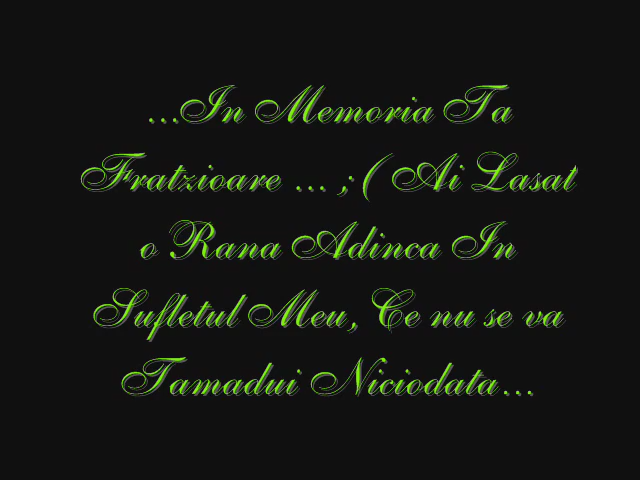 ...In Memoria Ta
Fratzioare ... ;( Ai Lasat
o Rana Adinca In
Sufletul Meu, Ce nu se va
Tamadui Niciodata...